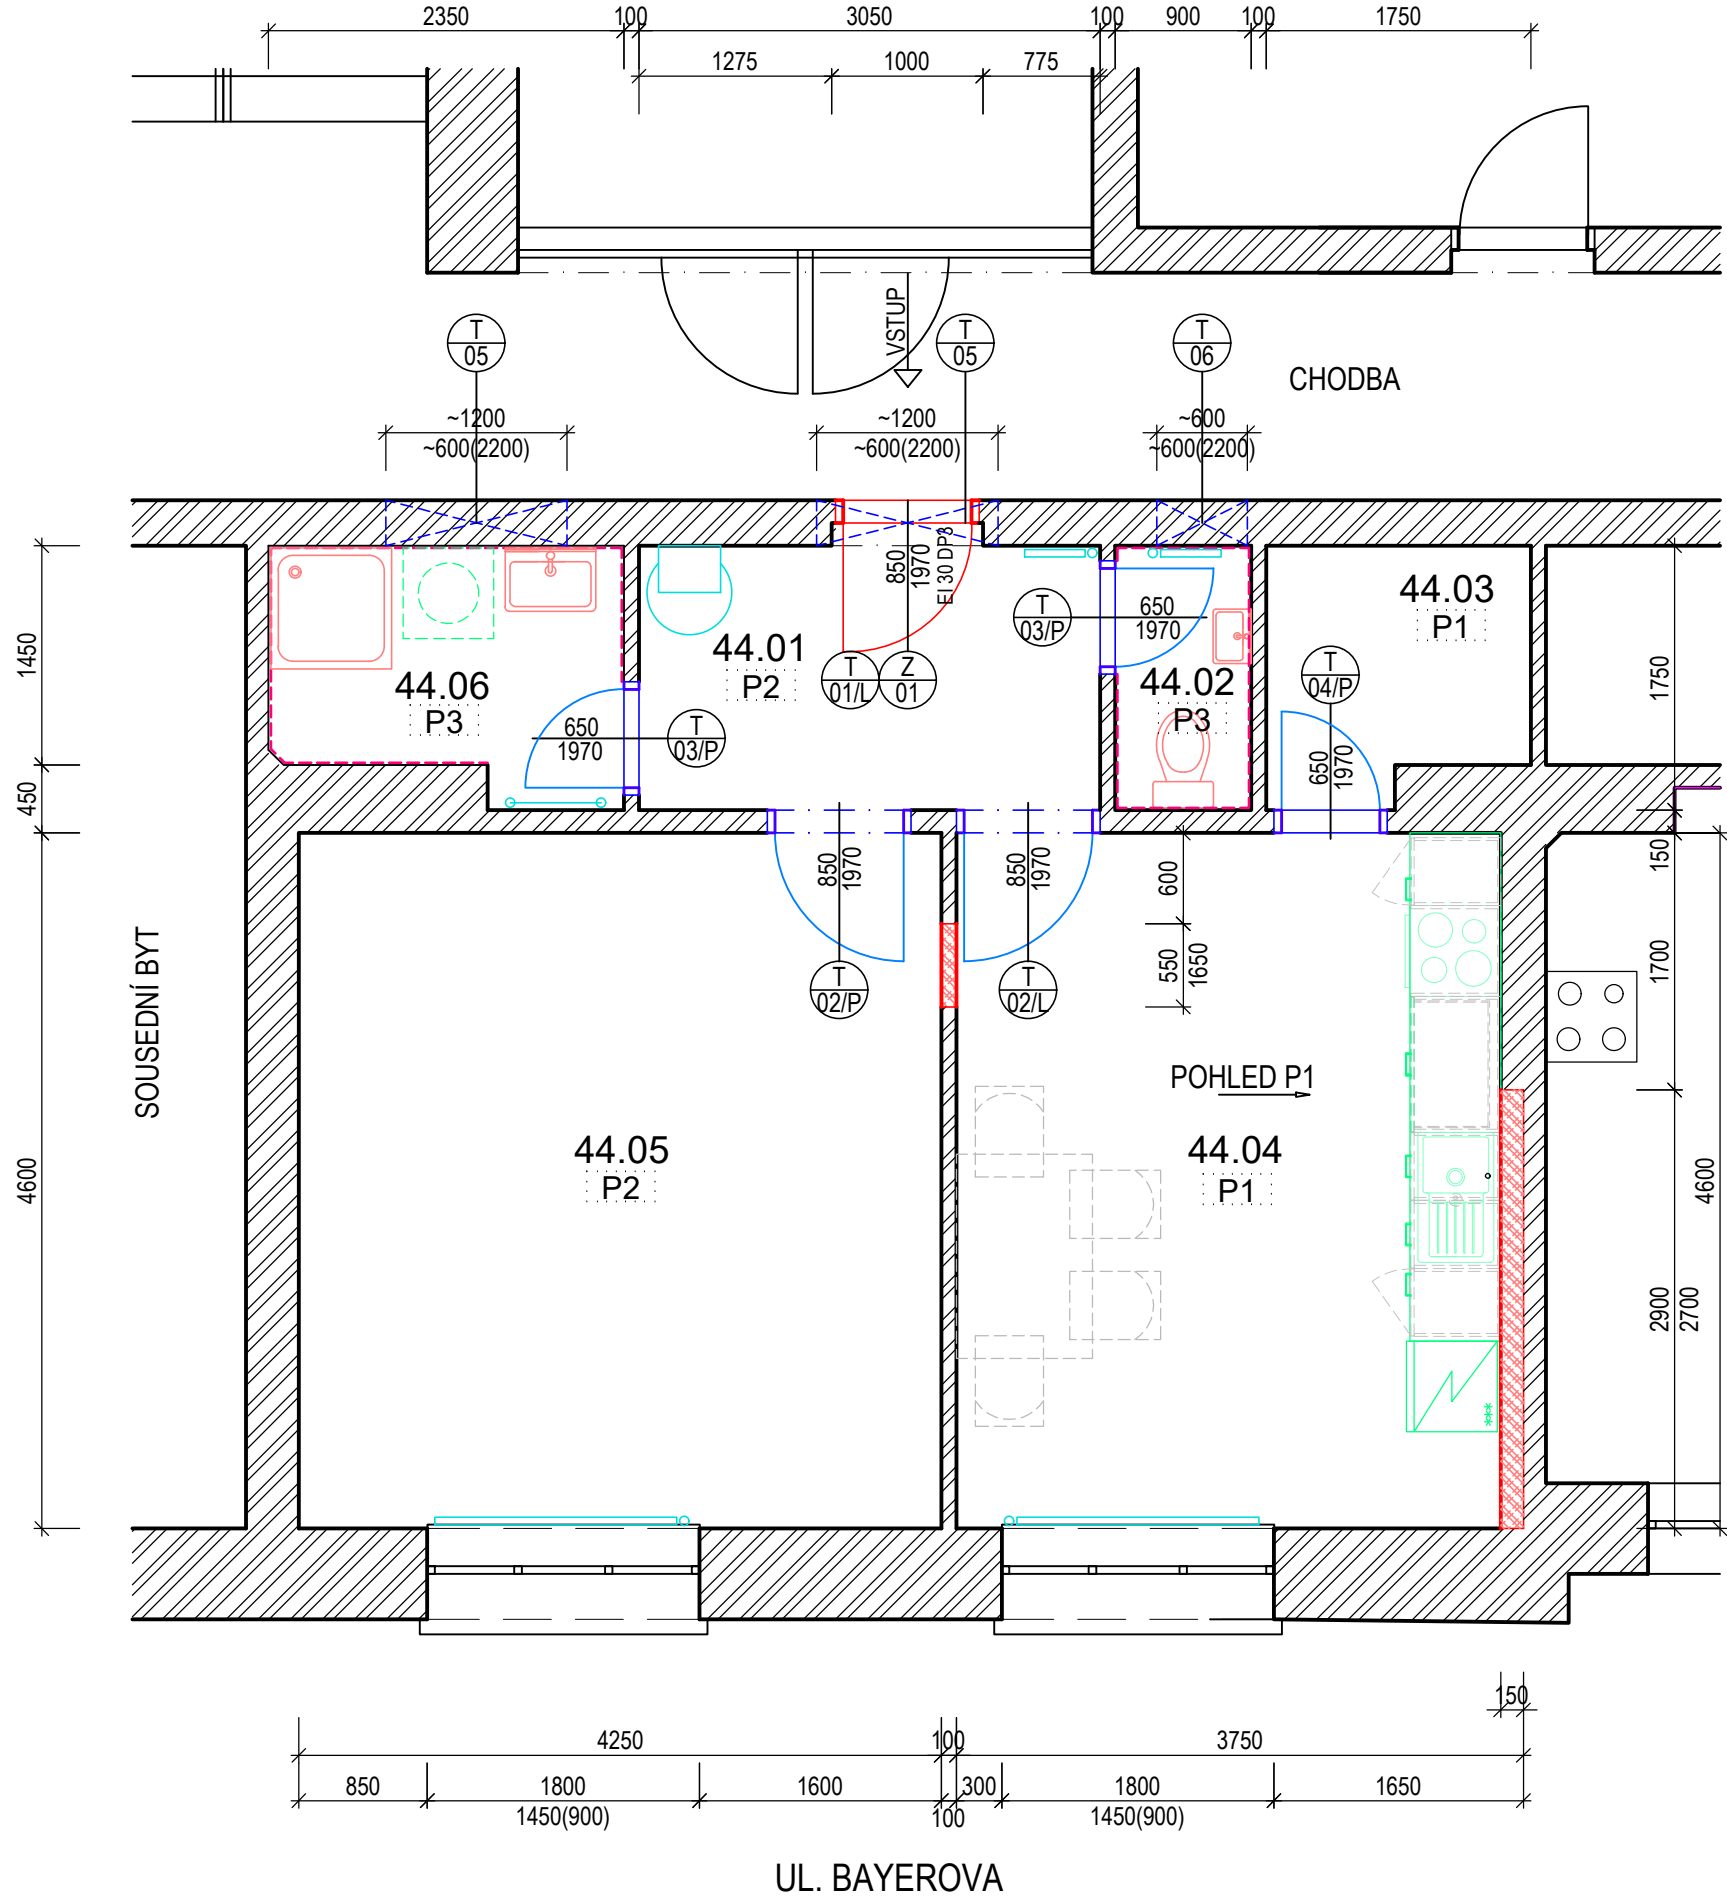 2350 100 3050 100 900 100 1750
1275 1000 775
VSTUP
T
05
T
05
T
06
CHODBA
~1200
~600(2200)
~1200
~600(2200)
~600
~600(2200)
850
1970
EI 30 DP3
1450
450
4600
44.06
P3
650
1970
T
03/P
44.01
P2
T
01/L
Z
01
T
03/P
650
1970
44.02
P3
44.03
P1
T
04/P
650
1970
1750
150
1700
4600
2900
2700
SOUSEDNÍ BYT
850
1970
T
02/P
850
1970
T
02/L
600
550
1650
POHLED P1
44.05
P2
44.04
P1
150
4250 100 3750
850 1800 1600 300 1800 1650
1450(900) 100 1450(900)
UL. BAYEROVA